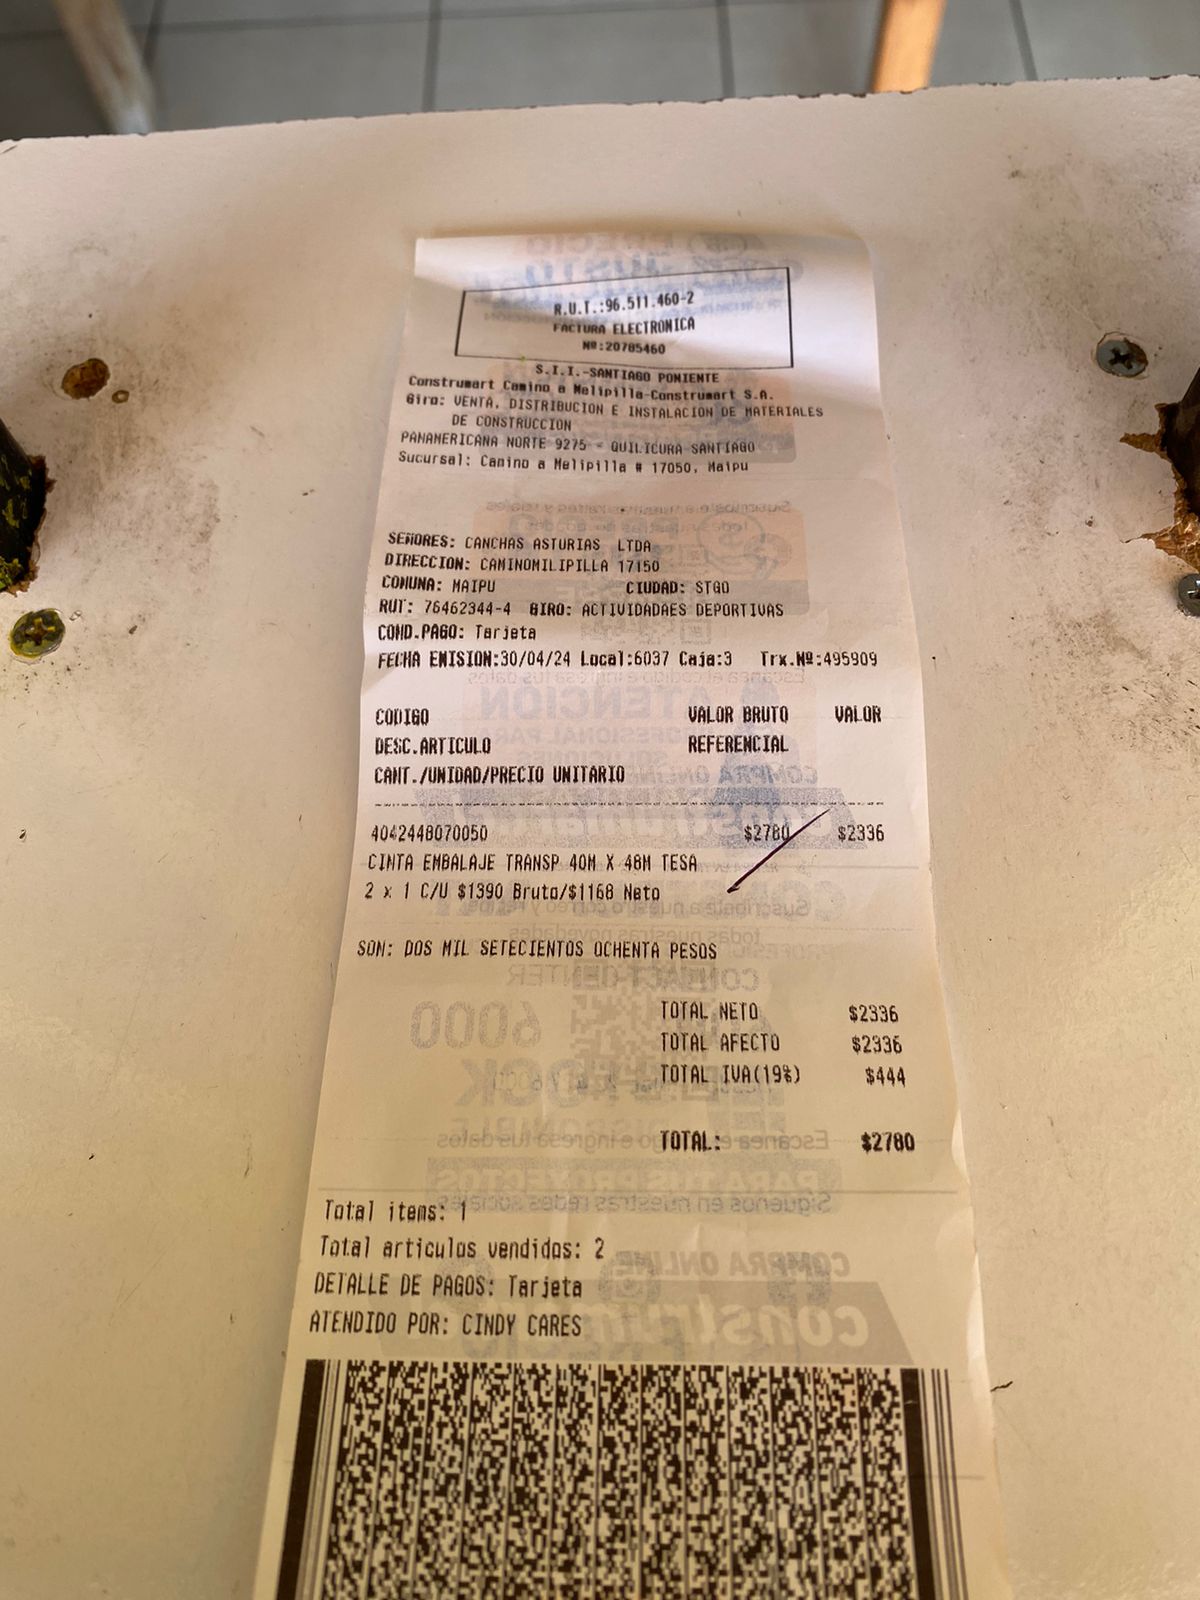 R.U.T.:96.511.460-2
FACTURA ELECTRONICA
Nº:20785460
S.I.I.-SANTIAGO PONIENTE
Construmart Camino a Melipilla-Construmart S.A.
Giro: VENTA, DISTRIBUCION E INSTALACION DE MATERIALES
DE CONSTRUCCION
PANAMERICANA NORTE 9275 - QUILICURA-SANTIAGO
Sucursal: Camino a Melipilla # 17050, Maipu
SEÑORES: CANCHAS ASTURIAS LTDA
DIRECCION: CAMINOMILIPILLA 17150
COMUNA: MAIPU CIUDAD: STGO
RUT: 76462344-4 GIRO: ACTIVIDADAES DEPORTIVAS
COND.PAGO: Tarjeta
FECHA EMISION:30/04/24 Local:6037 Caja:3 Trx.Nº:495909
CODIGO VALOR BRUTO VALOR
DESC.ARTICULO REFERENCIAL
CANT./UNIDAD/PRECIO UNITARIO
4042448070050 $2780 $2336
CINTA EMBALAJE TRANSP 40M X 48M TESA
2 x 1 C/U $1390 Bruto/$1168 Neto
SON: DOS MIL SETECIENTOS OCHENTA PESOS
TOTAL NETO $2336
TOTAL AFECTO $2336
TOTAL IVA(19%) $444
TOTAL: $2780
Total items: 1
Total articulos vendidos: 2
DETALLE DE PAGOS: Tarjeta
ATENDIDO POR: CINDY CARES